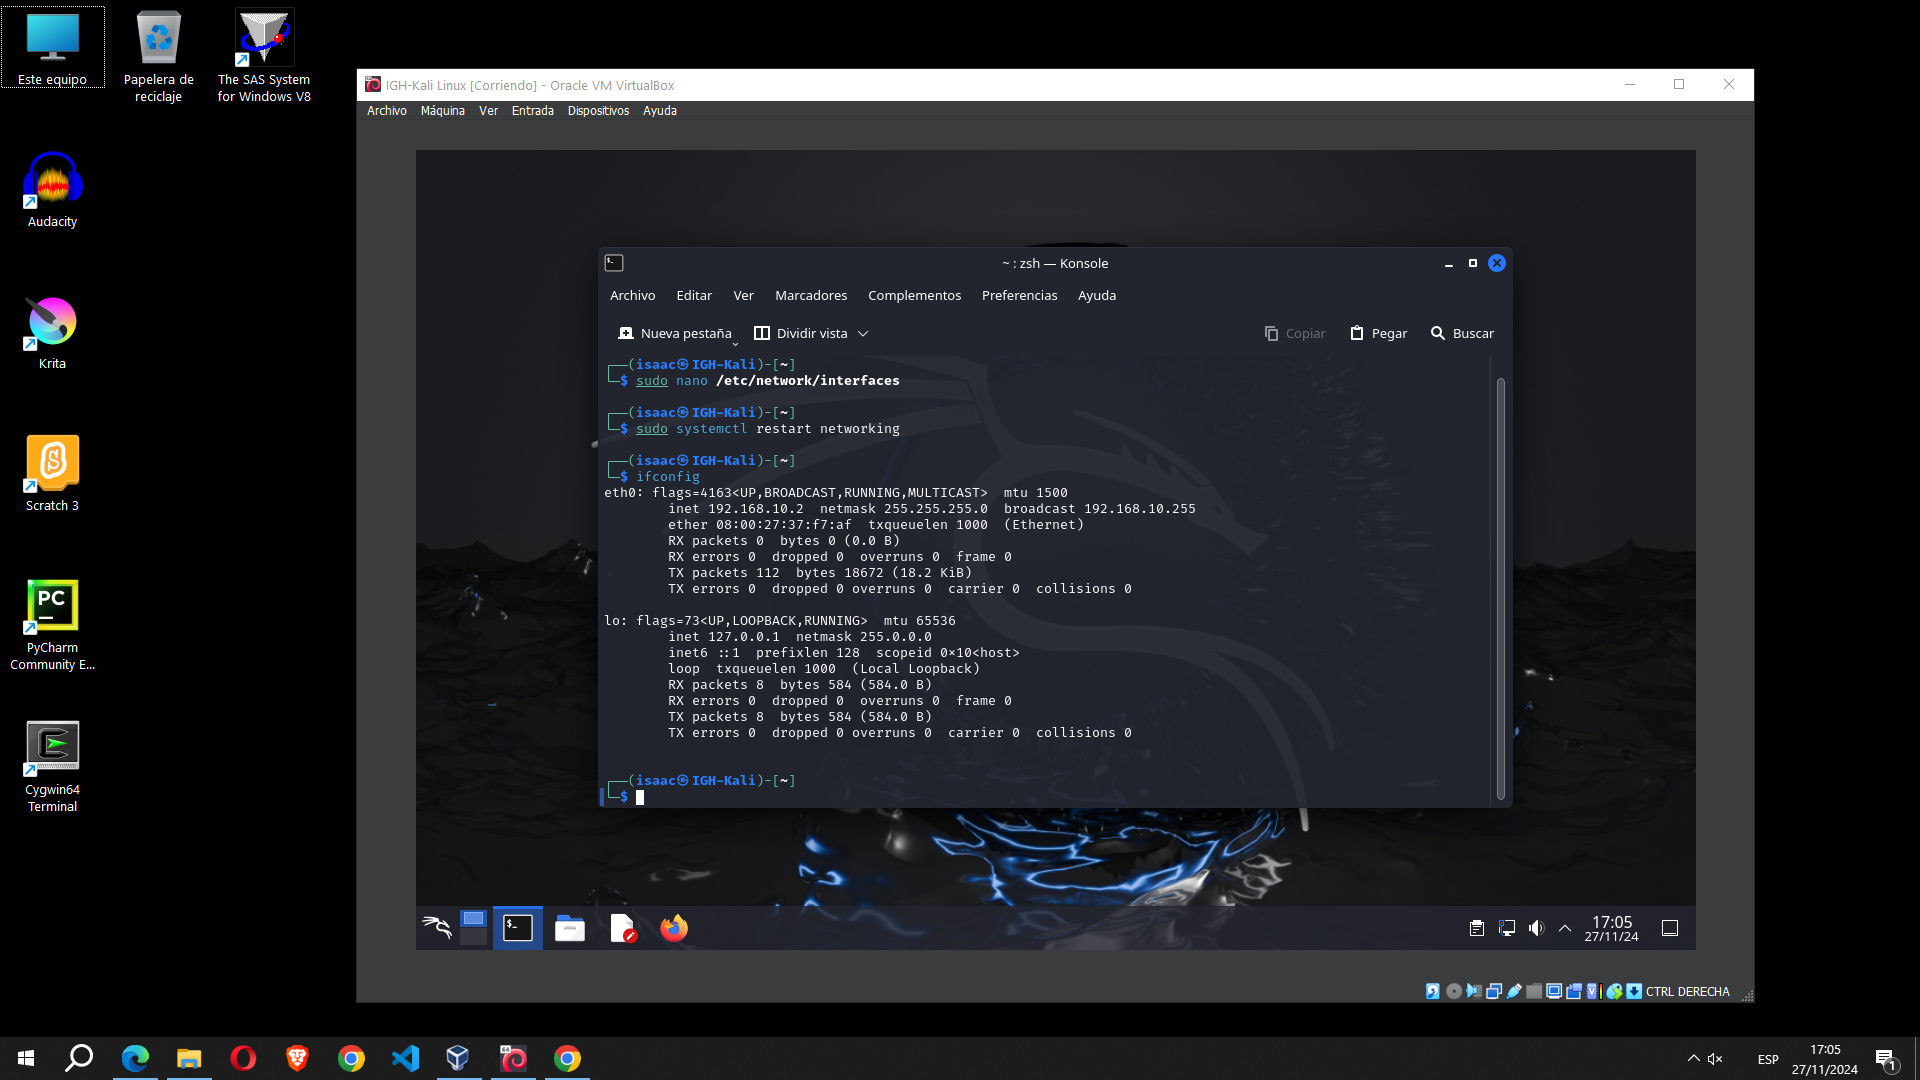 Este equipo
Papelera de
reciclaje
The SAS System
for Windows V8
Audacity
Krita
Scratch 3
PC
PyCharm
Community E...
Cygwin64
Terminal
IGH-Kali Linux [Corriendo] - Oracle VM VirtualBox
Archivo Máquina Ver Entrada Dispositivos Ayuda
~ : zsh — Konsole
Archivo Editar Ver Marcadores Complementos Preferencias Ayuda
Nueva pestaña Dividir vista Copiar Pegar Buscar
┌──(isaac㉿IGH-Kali)-[~]
└─$ sudo nano /etc/network/interfaces
┌──(isaac㉿IGH-Kali)-[~]
└─$ sudo systemctl restart networking
┌──(isaac㉿IGH-Kali)-[~]
└─$ ifconfig
eth0: flags=4163<UP,BROADCAST,RUNNING,MULTICAST>  mtu 1500
        inet 192.168.10.2  netmask 255.255.255.0  broadcast 192.168.10.255
        ether 08:00:27:37:f7:af  txqueuelen 1000  (Ethernet)
        RX packets 0  bytes 0 (0.0 B)
        RX errors 0  dropped 0  overruns 0  frame 0
        TX packets 112  bytes 18672 (18.2 KiB)
        TX errors 0  dropped 0 overruns 0  carrier 0  collisions 0
lo: flags=73<UP,LOOPBACK,RUNNING>  mtu 65536
        inet 127.0.0.1  netmask 255.0.0.0
        inet6 ::1  prefixlen 128  scopeid 0×10<host>
        loop  txqueuelen 1000  (Local Loopback)
        RX packets 8  bytes 584 (584.0 B)
        RX errors 0  dropped 0  overruns 0  frame 0
        TX packets 8  bytes 584 (584.0 B)
        TX errors 0  dropped 0 overruns 0  carrier 0  collisions 0
┌──(isaac㉿IGH-Kali)-[~]
└─$
17:05
27/11/24
CTRL DERECHA
ESP
17:05
27/11/2024
1